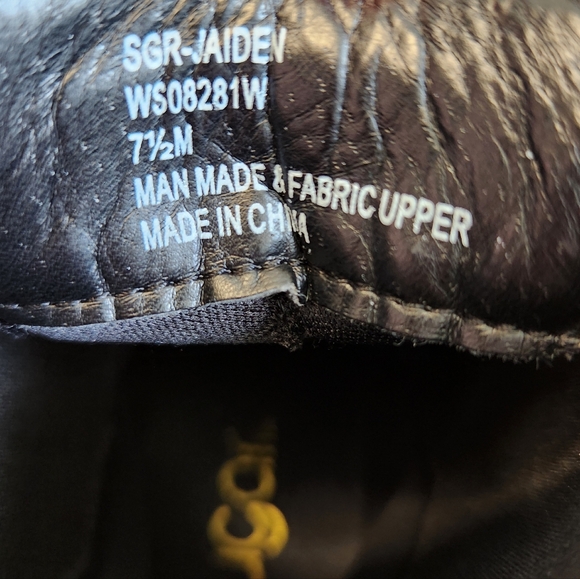 SGR-JAIDEN
WS08281W
7½M
MAN MADE & FABRIC UPPER
MADE IN CHINA